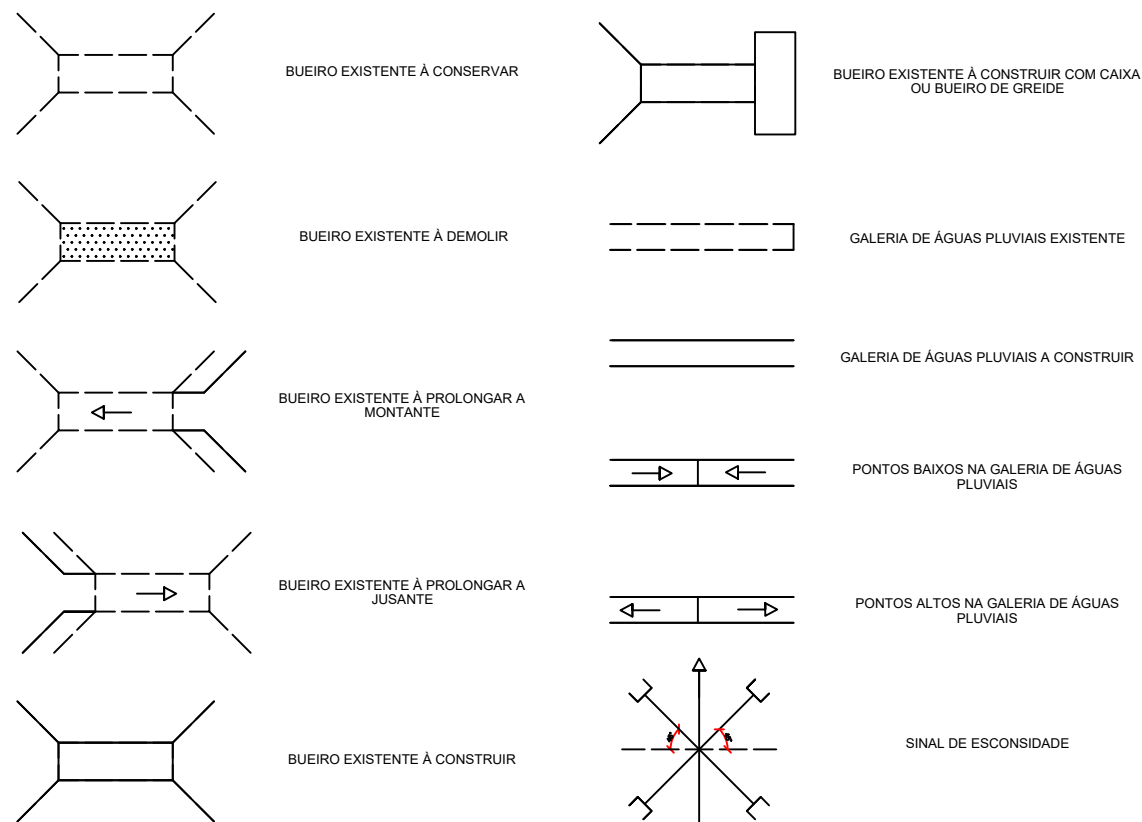 BUEIRO EXISTENTE À CONSERVAR
BUEIRO EXISTENTE À DEMOLIR
BUEIRO EXISTENTE À PROLONGAR A
MONTANTE
BUEIRO EXISTENTE À PROLONGAR A
JUSANTE
BUEIRO EXISTENTE À CONSTRUIR
BUEIRO EXISTENTE À CONSTRUIR COM CAIXA
OU BUEIRO DE GREIDE
GALERIA DE ÁGUAS PLUVIAIS EXISTENTE
GALERIA DE ÁGUAS PLUVIAIS A CONSTRUIR
PONTOS BAIXOS NA GALERIA DE ÁGUAS
PLUVIAIS
PONTOS ALTOS NA GALERIA DE ÁGUAS
PLUVIAIS
SINAL DE ESCONSIDADE